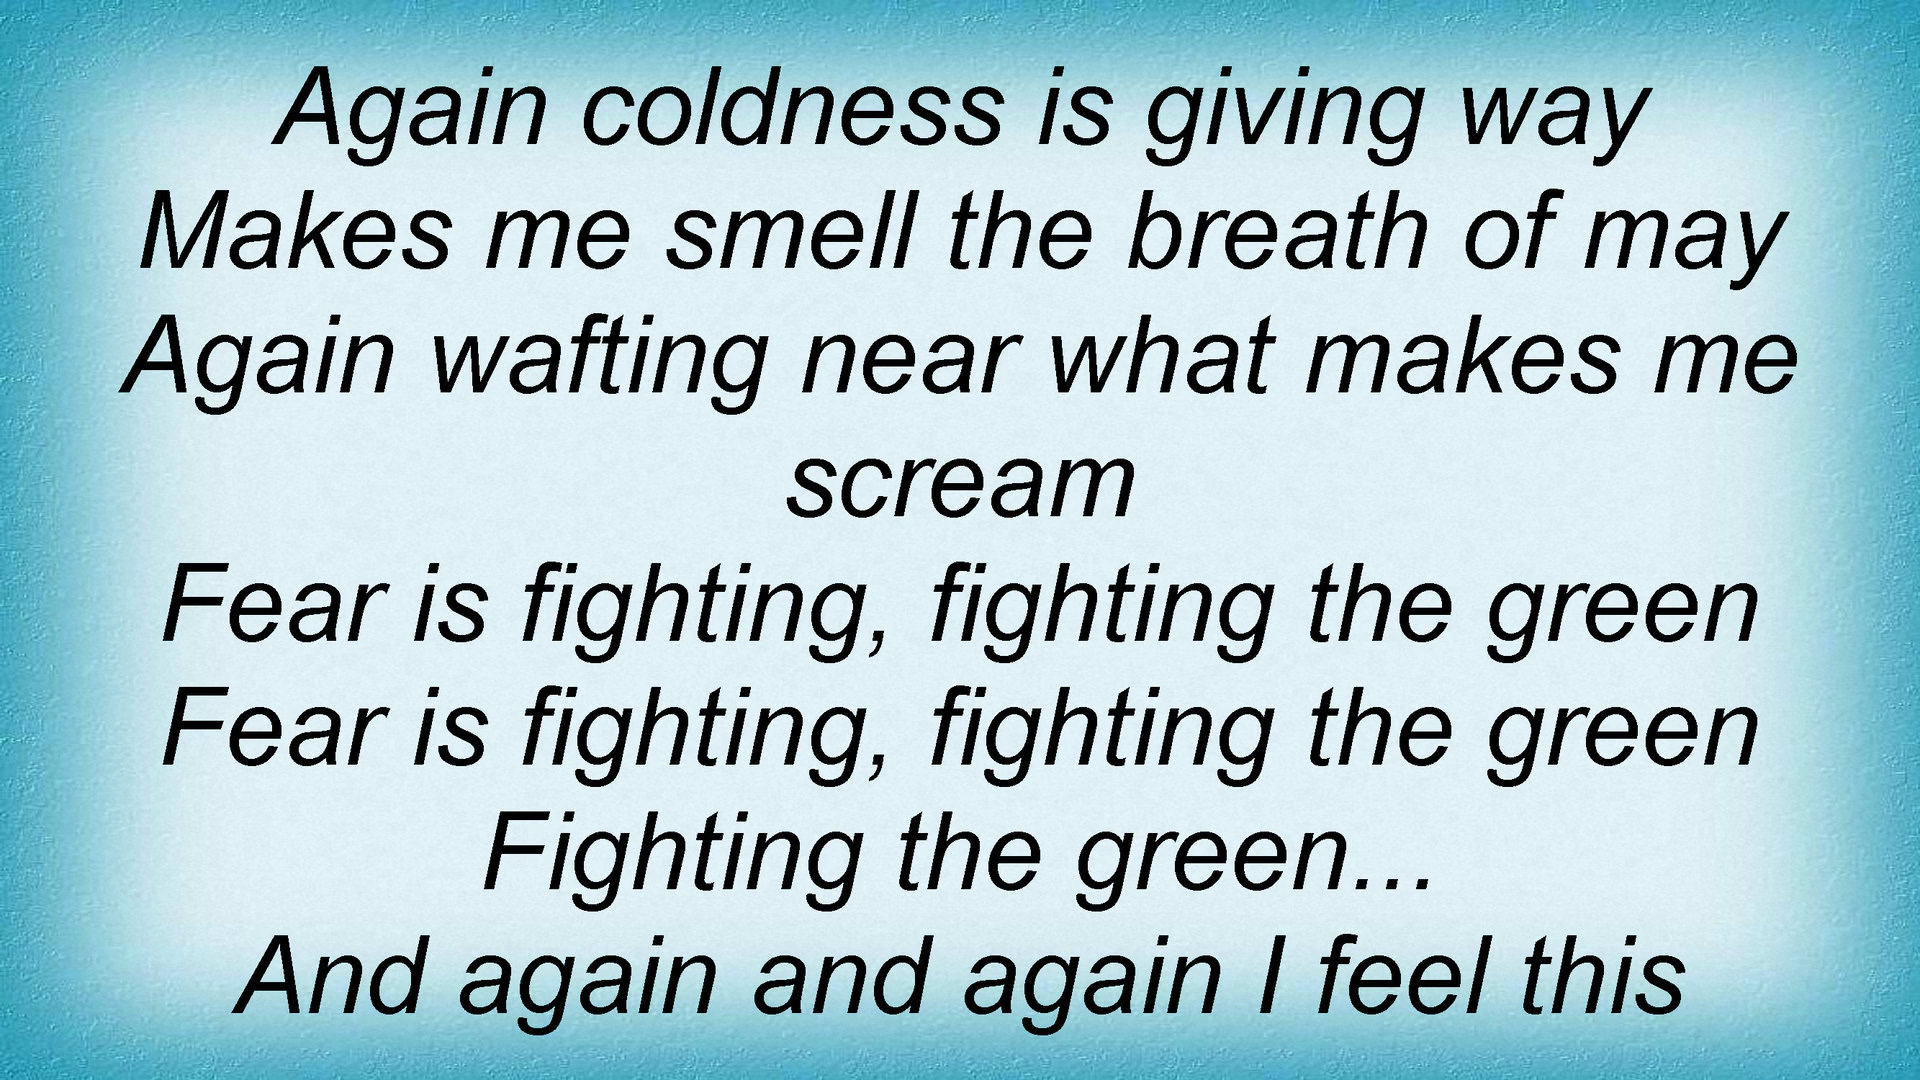 Again coldness is giving way
Makes me smell the breath of may
Again wafting near what makes me
scream
Fear is fighting, fighting the green
Fear is fighting, fighting the green
Fighting the green...
And again and again I feel this